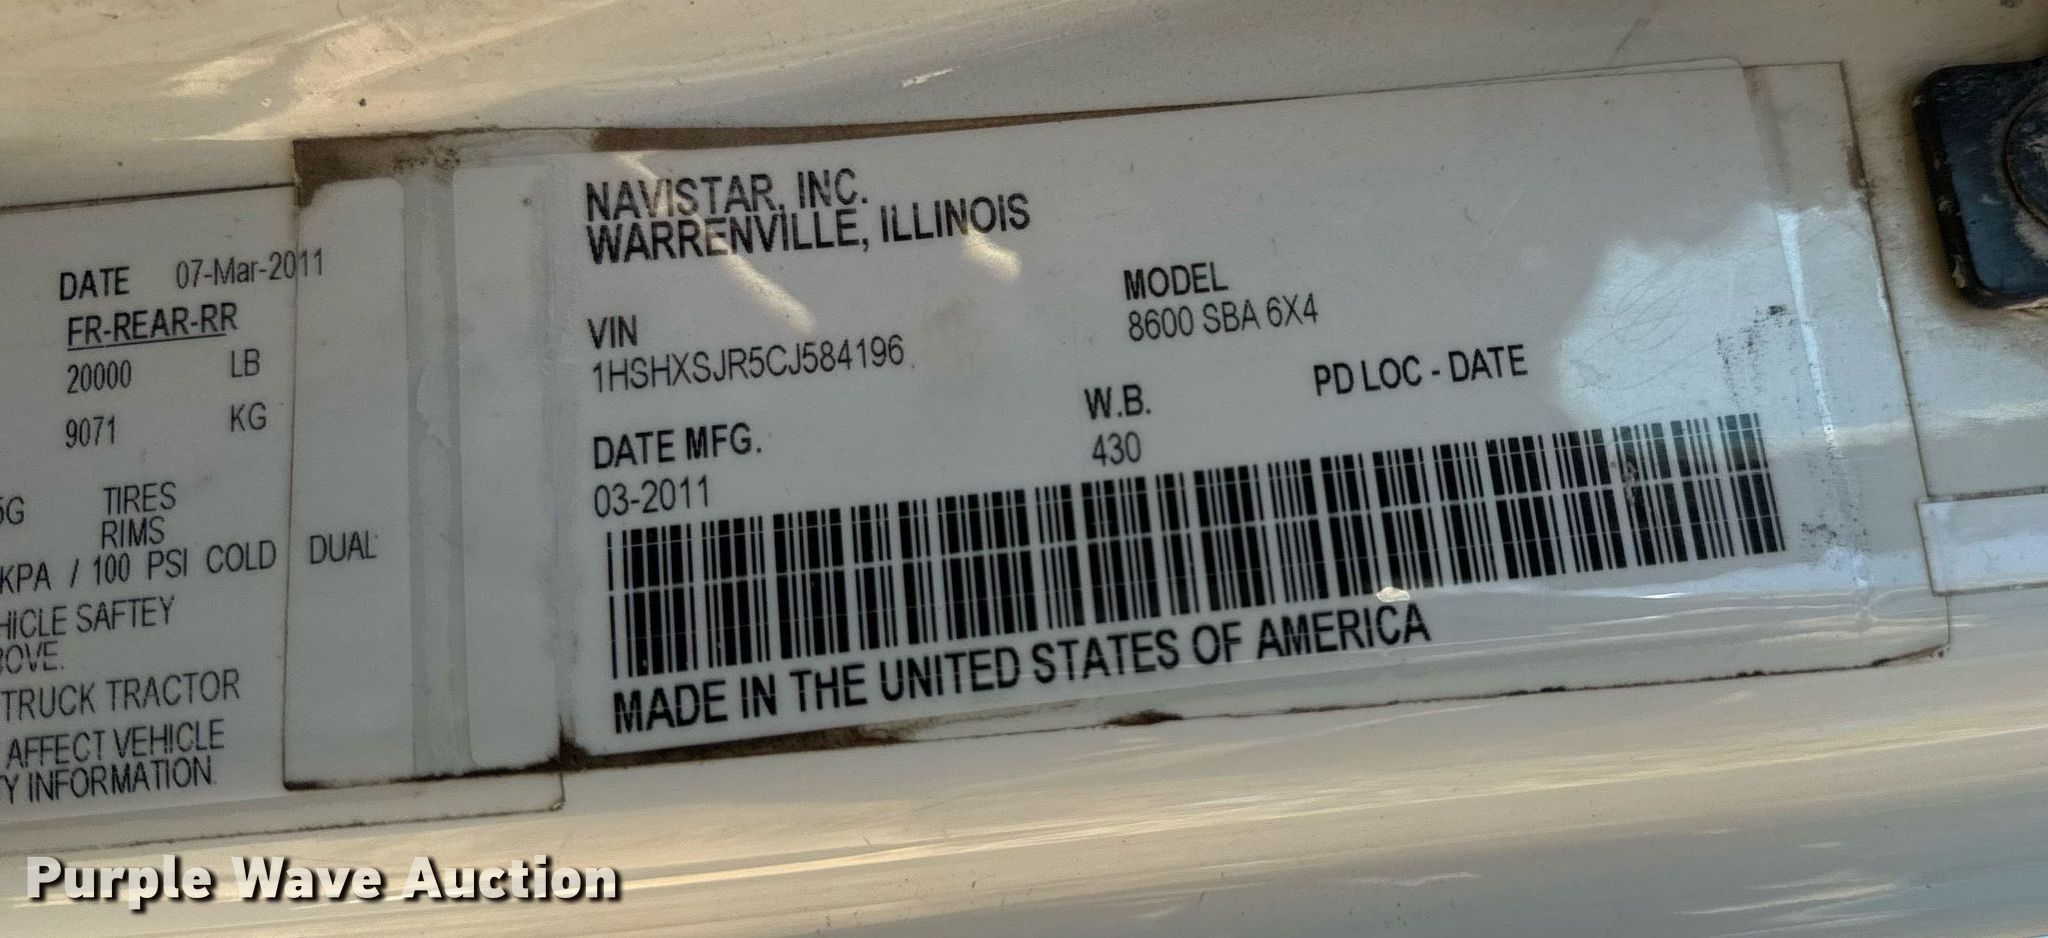 DATE 07-Mar-2011
FR-REAR-RR
20000 LB
9071 KG
5G TIRES
RIMS
KPA / 100 PSI COLD DUAL
HICLE SAFTEY
OVE.
TRUCK TRACTOR
AFFECT VEHICLE
Y INFORMATION.
NAVISTAR, INC.
WARRENVILLE, ILLINOIS
VIN
1HSHXSJR5CJ584196
MODEL
8600 SBA 6X4
DATE MFG.
03-2011
W.B.
430
PD LOC - DATE
MADE IN THE UNITED STATES OF AMERICA
Purple Wave Auction